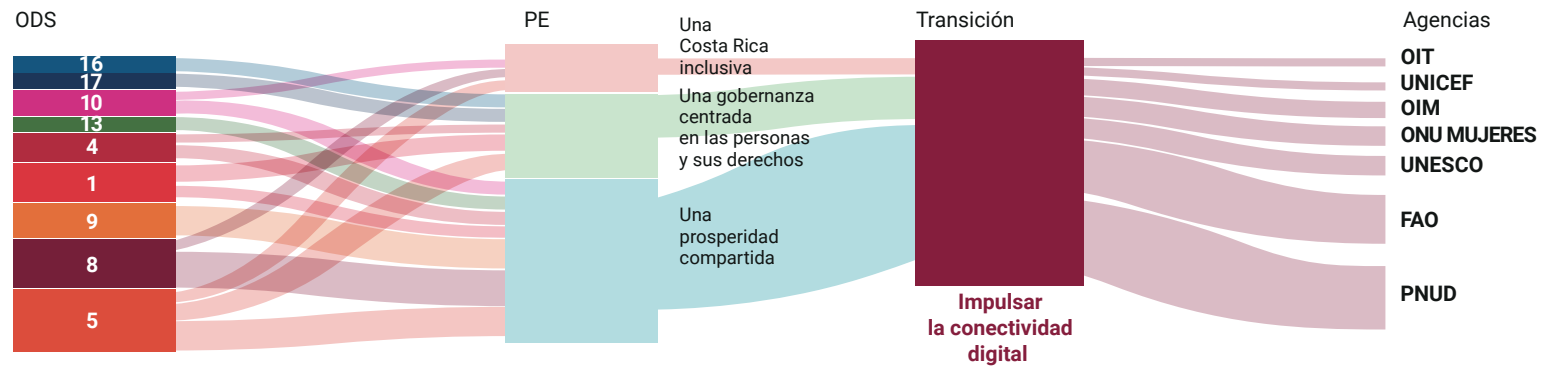 ODS
16
17
10
13
4
1
9
8
5
PE
Una
Costa Rica
inclusiva
Una gobernanza
centrada
en las personas
y sus derechos
Una
prosperidad
compartida
Transición
Impulsar
la conectividad
digital
Agencias
OIT
UNICEF
OIM
ONU MUJERES
UNESCO
FAO
PNUD